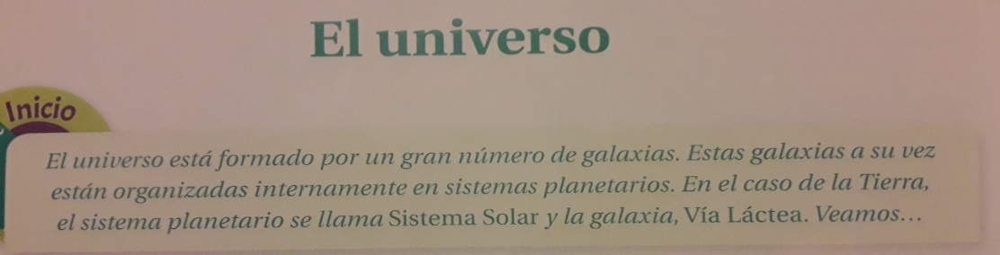 El universo
Inicio
El universo está formado por un gran número de galaxias. Estas galaxias a su vez
están organizadas internamente en sistemas planetarios. En el caso de la Tierra,
el sistema planetario se llama Sistema Solar y la galaxia, Vía Láctea. Veamos...